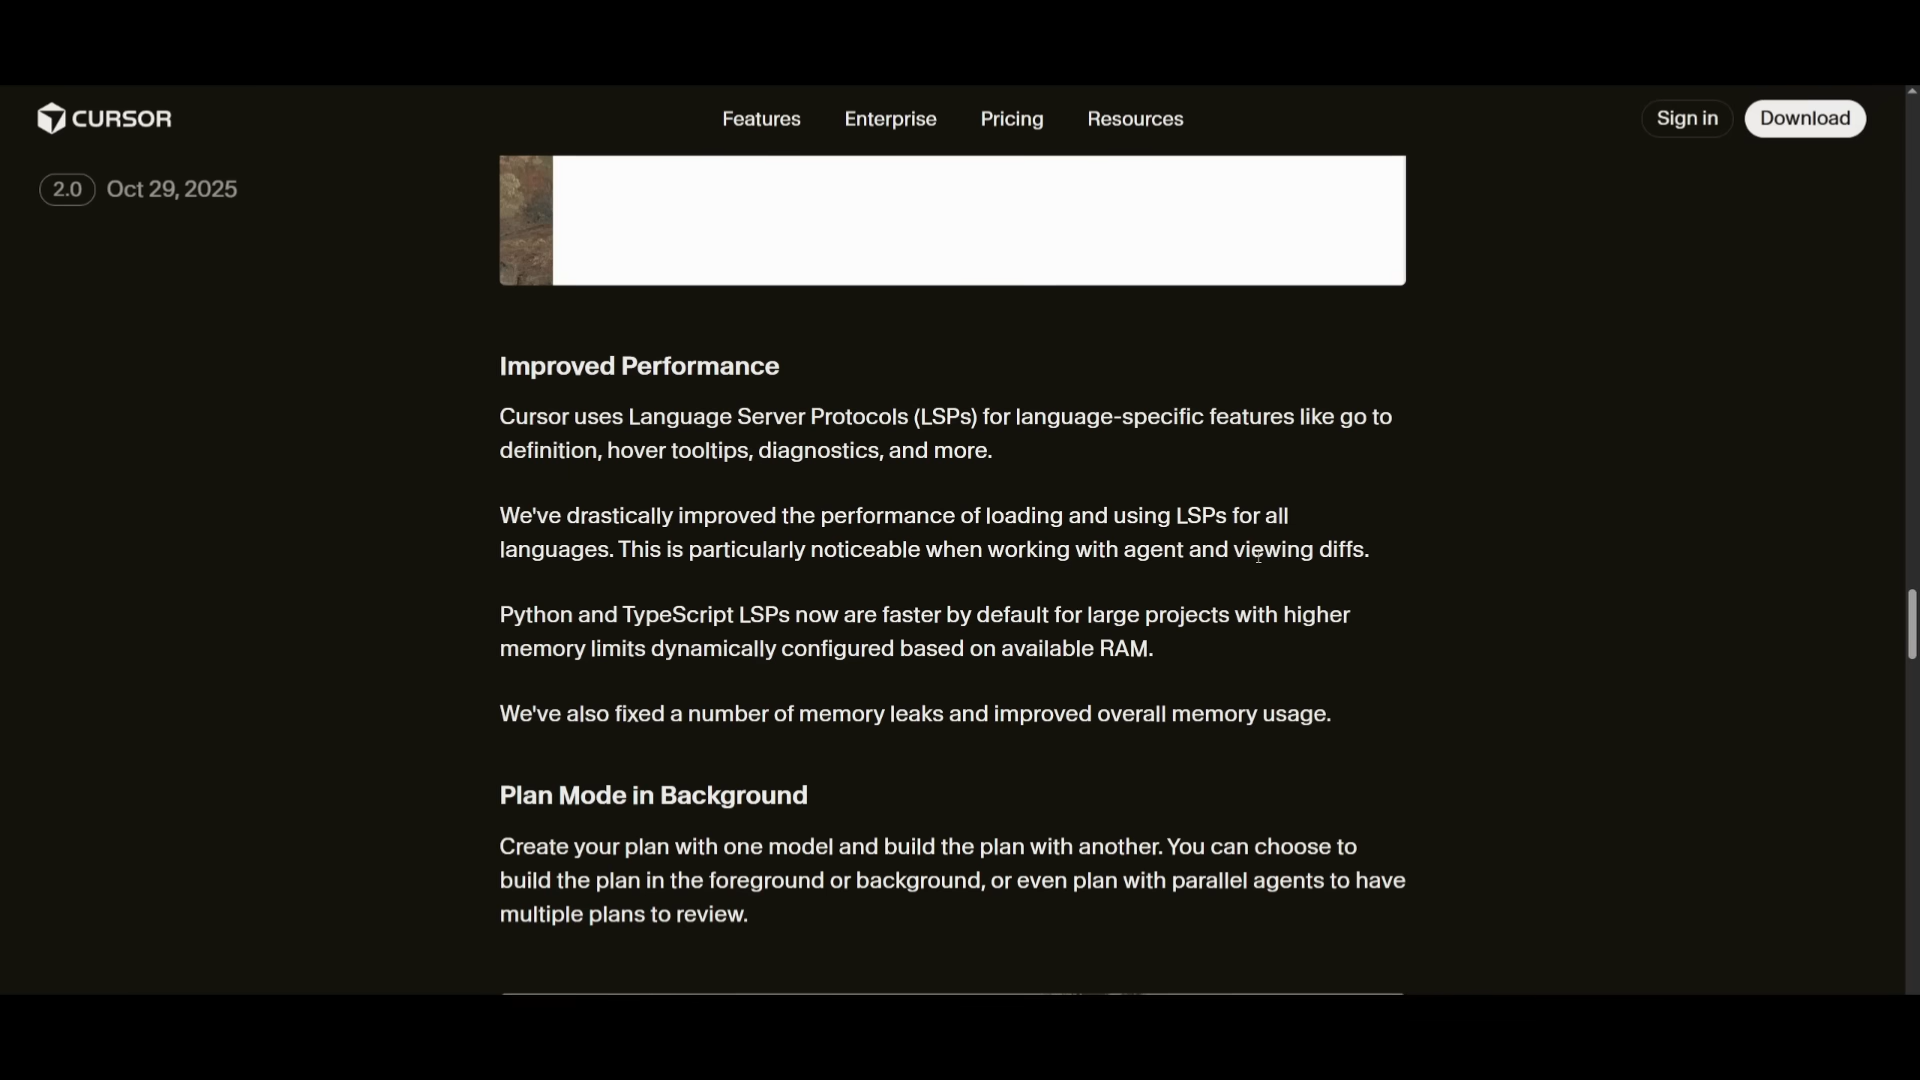 CURSOR
Features
Enterprise
Pricing
Resources
Sign in
Download
2.0
Oct 29, 2025
Improved Performance
Cursor uses Language Server Protocols (LSPs) for language-specific features like go to
definition, hover tooltips, diagnostics, and more.
We've drastically improved the performance of loading and using LSPs for all
languages. This is particularly noticeable when working with agent and viewing diffs.
Python and TypeScript LSPs now are faster by default for large projects with higher
memory limits dynamically configured based on available RAM.
We've also fixed a number of memory leaks and improved overall memory usage.
Plan Mode in Background
Create your plan with one model and build the plan with another. You can choose to
build the plan in the foreground or background, or even plan with parallel agents to have
multiple plans to review.